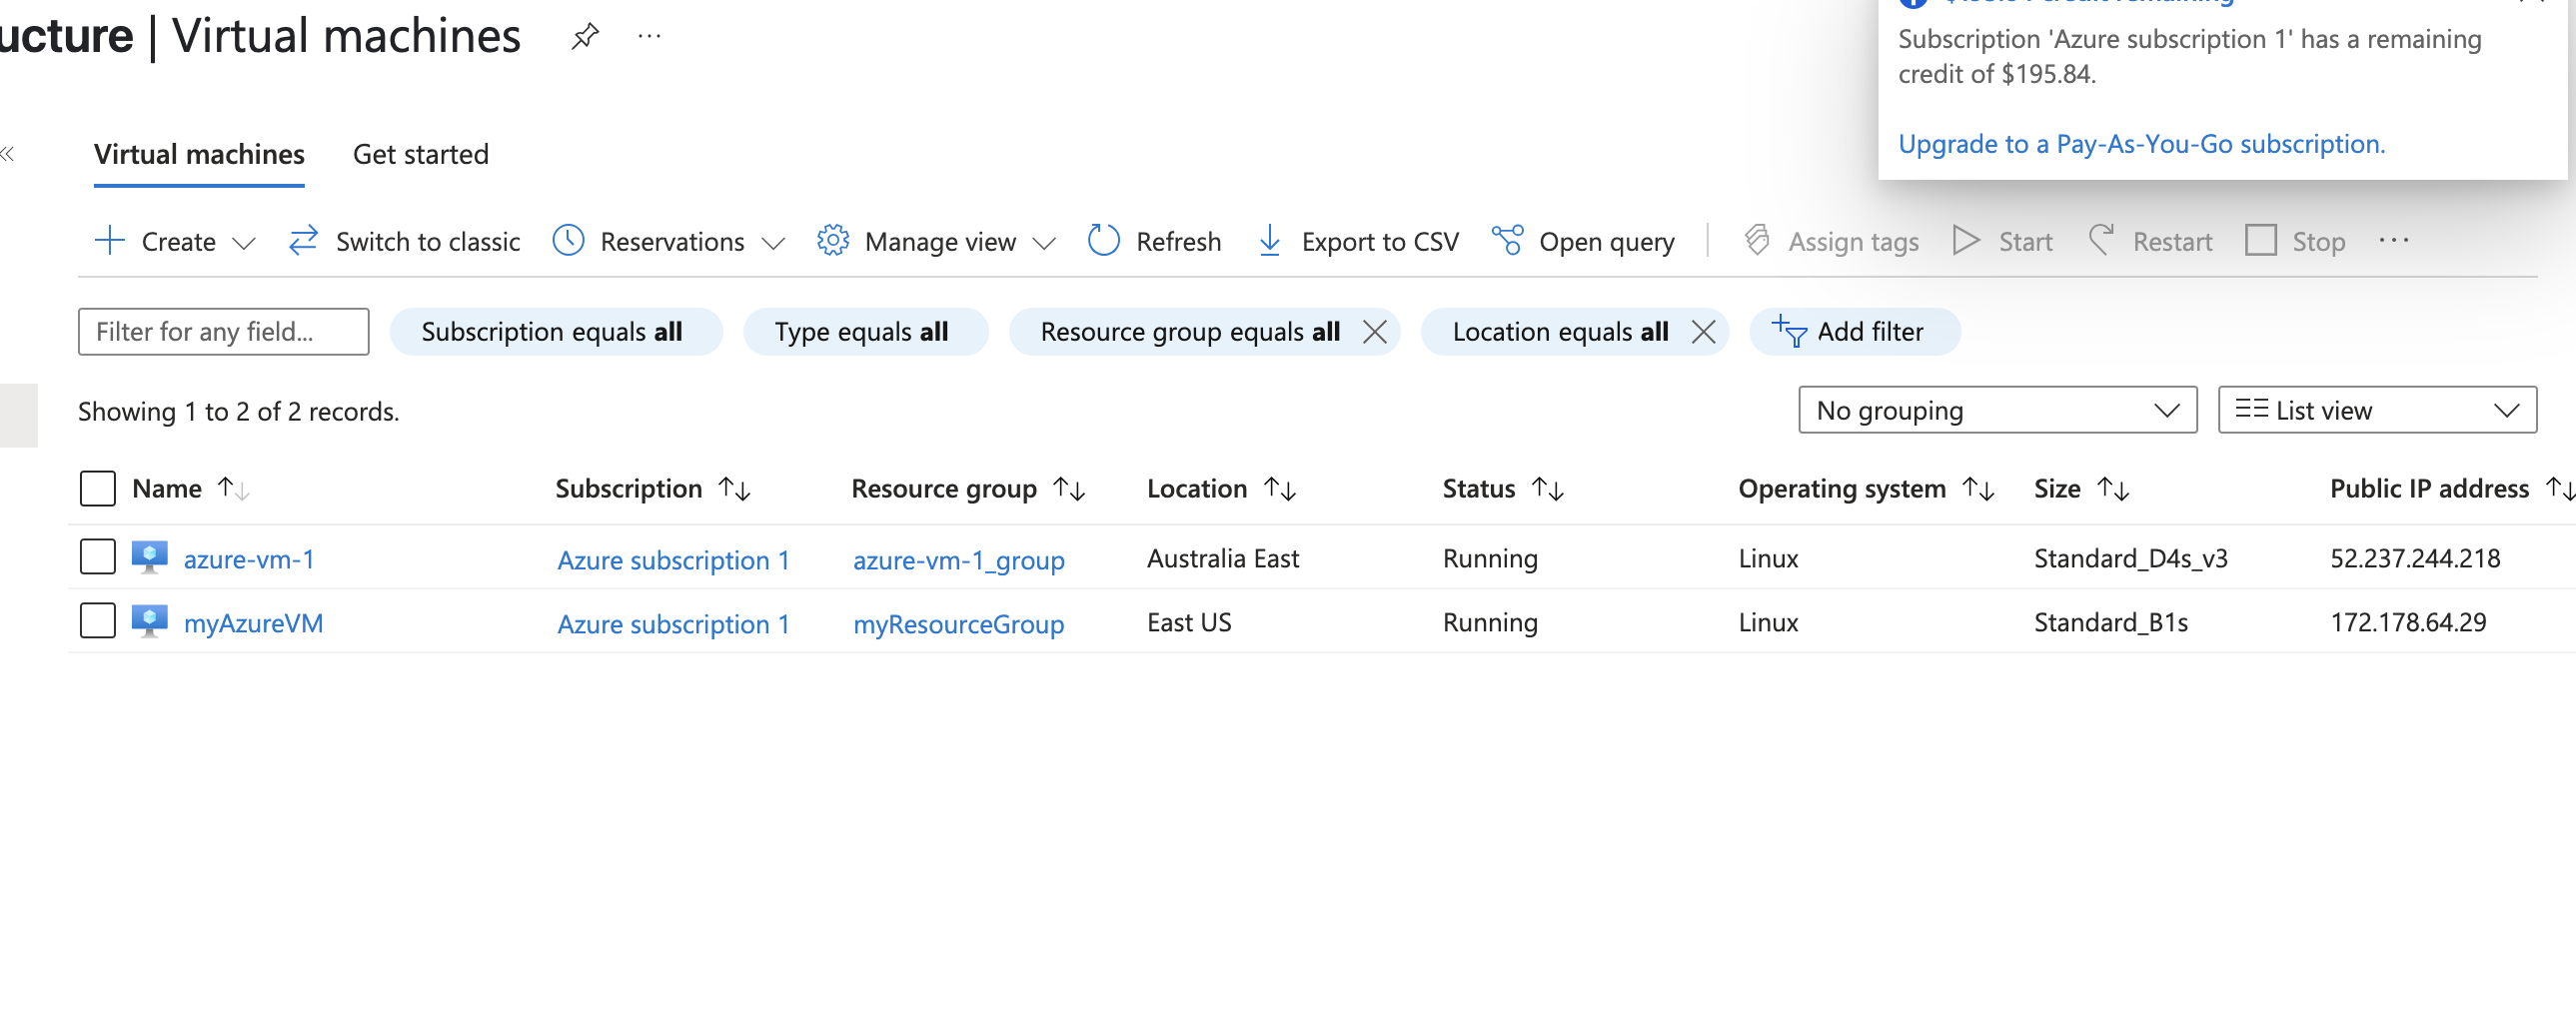 ucture | Virtual machines ...
credit remaining
Subscription 'Azure subscription 1' has a remaining
credit of $195.84.
Upgrade to a Pay-As-You-Go subscription.
Virtual machines Get started
Create Switch to classic Reservations Manage view Refresh Export to CSV Open query Assign tags Start Restart Stop ...
Filter for any field... Subscription equals all Type equals all Resource group equals all Location equals all Add filter
Showing 1 to 2 of 2 records. No grouping List view
Name Subscription Resource group Location Status Operating system Size Public IP address
azure-vm-1 Azure subscription 1 azure-vm-1_group Australia East Running Linux Standard_D4s_v3 52.237.244.218
myAzureVM Azure subscription 1 myResourceGroup East US Running Linux Standard_B1s 172.178.64.29